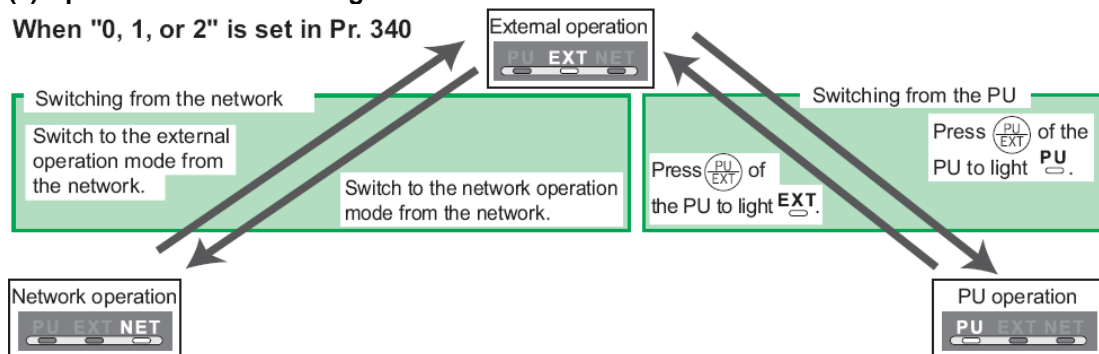 When "0, 1, or 2" is set in Pr. 340
External operation
PU EXT NET
Switching from the network
Switch to the external
operation mode from
the network.
Switch to the network operation
mode from the network.
Switching from the PU
Press PU/EXT of the
PU to light PU.
Press PU/EXT of
the PU to light EXT.
Network operation
PU EXT NET
PU operation
PU EXT NET